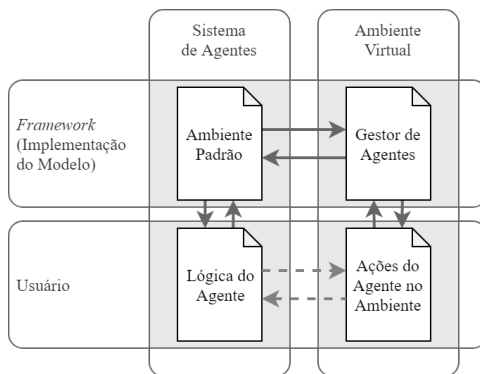 Sistema
de Agentes
Ambiente
Virtual
Framework
(Implementação
do Modelo)
Ambiente
Padrão
Gestor de
Agentes
Usuário
Lógica do
Agente
Ações do
Agente no
Ambiente